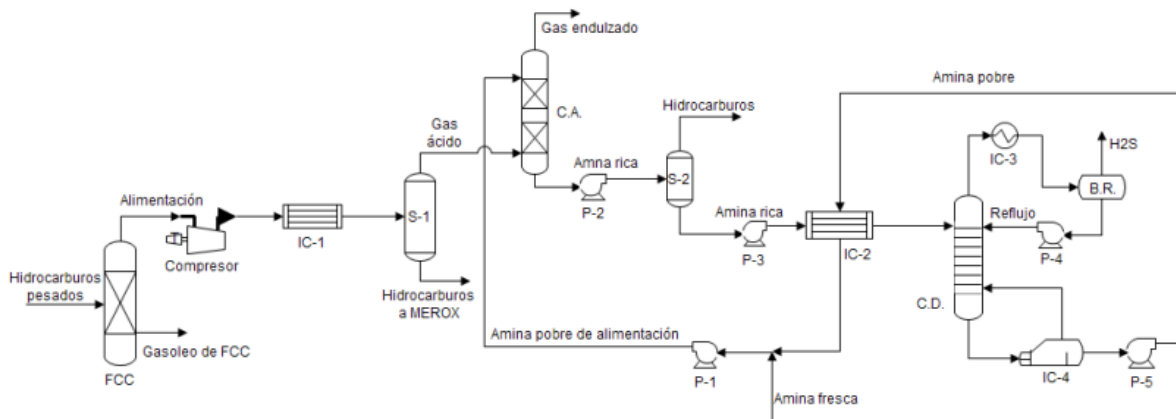 Gas endulzado
Amina pobre
C.A.
Hidrocarburos
Gas
ácido
IC-3
H2S
Amna rica
S-2
B.R.
Alimentación
S-1
P-2
Amina rica
Reflujo
IC-1
P-3
IC-2
P-4
Compresor
Hidrocarburos
pesados
Hidrocarburos
a MEROX
C.D.
Amina pobre de alimentación
Gasoleo de FCC
FCC
P-1
IC-4
P-5
Amina fresca